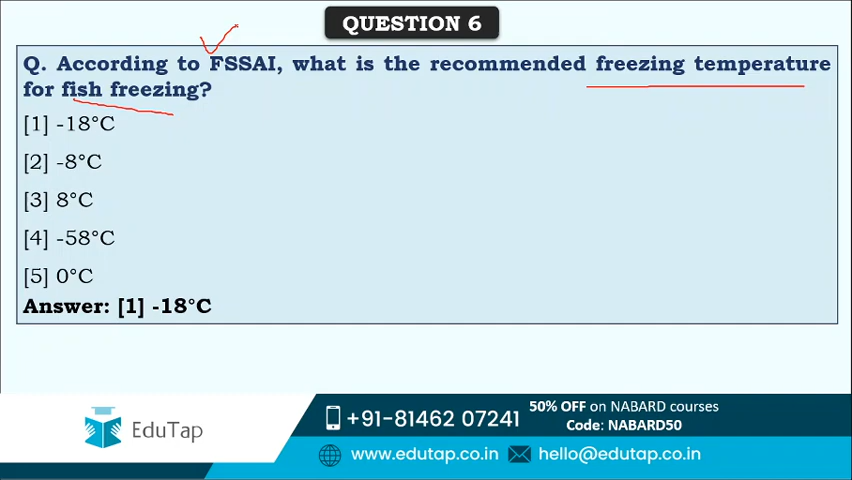 QUESTION 6
Q. According to FSSAI, what is the recommended freezing temperature
for fish freezing?
[1] -18°C
[2] -8°C
[3] 8°C
[4] -58°C
[5] 0°C
Answer: [1] -18°C
EduTap
+91-81462 07241
50% OFF on NABARD courses
Code: NABARD50
www.edutap.co.in
hello@edutap.co.in